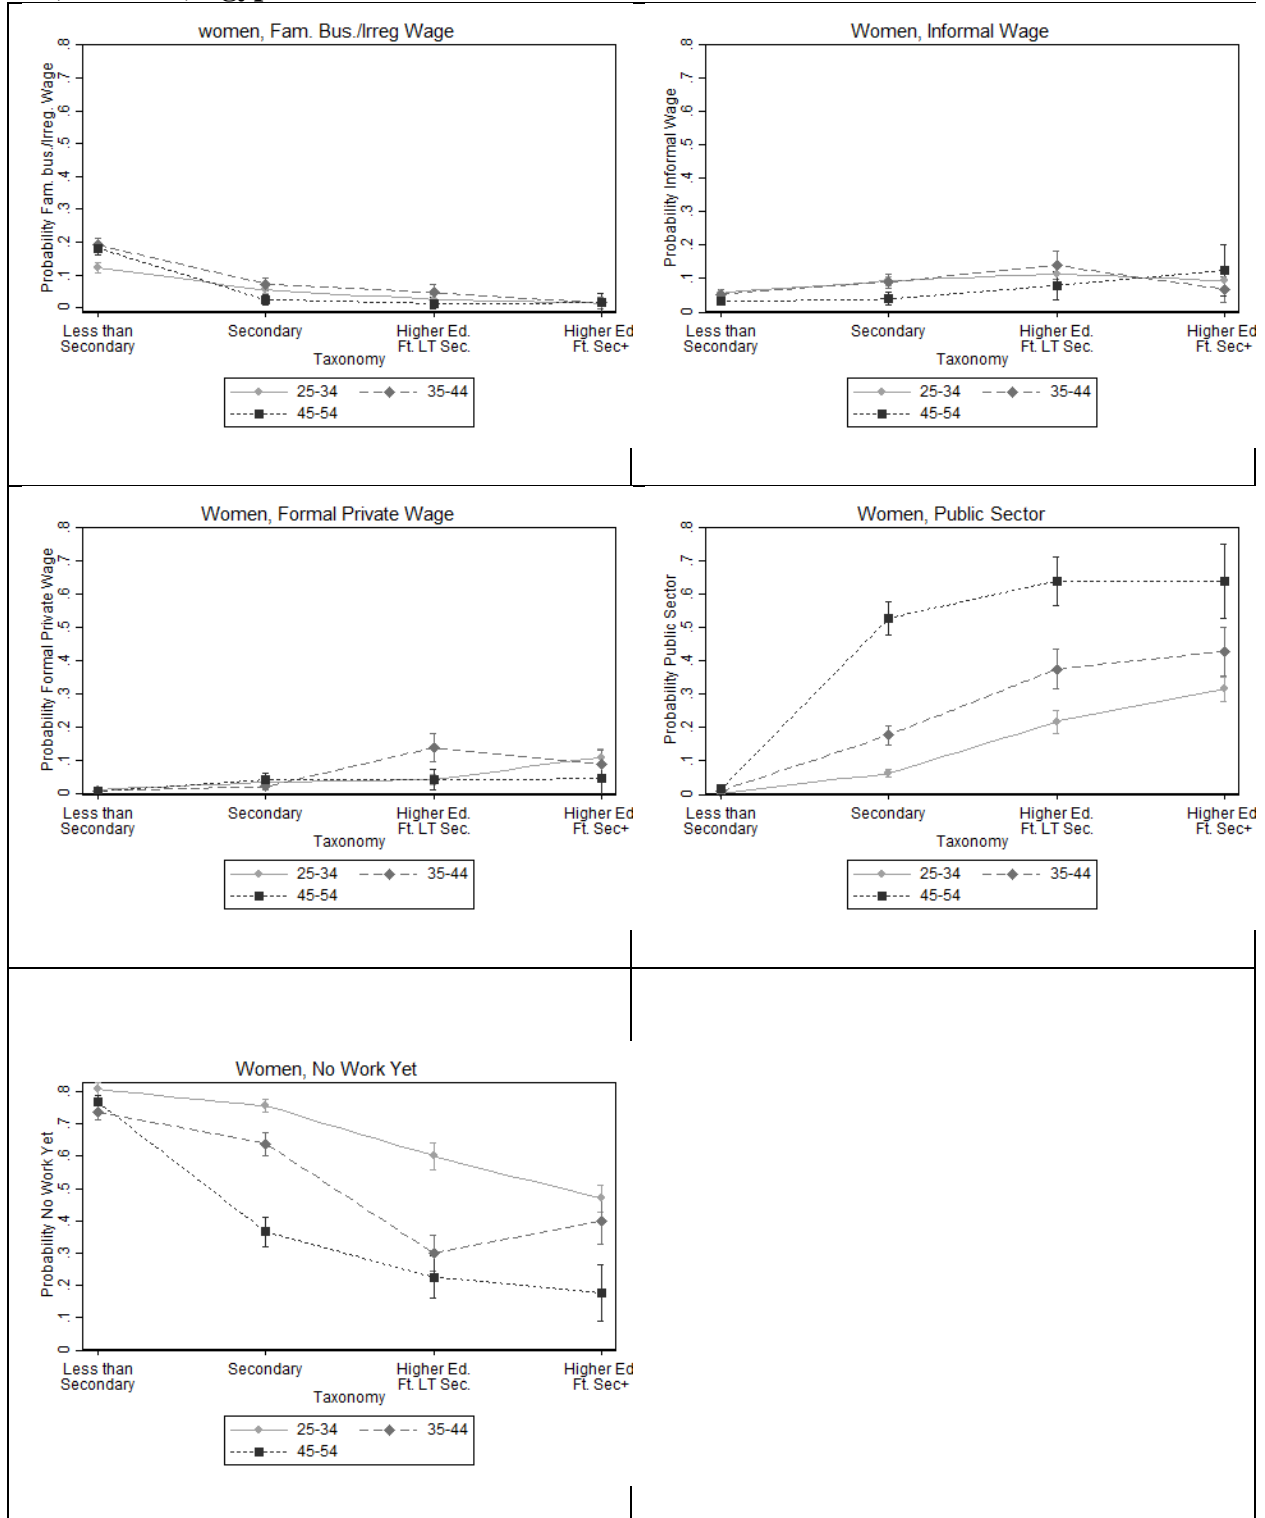 women, Fam. Bus./Irreg Wage
Probability Fam. bus./Irreg. Wage
.8
.7
.6
.5
.4
.3
.2
.1
0
Less than Secondary Higher Ed. Higher Ed
Secondary Ft. LT Sec. Ft. Sec+
Taxonomy
25-34 35-44
45-54
Women, Informal Wage
Probability Informal Wage
.8
.7
.6
.5
.4
.3
.2
.1
0
Less than Secondary Higher Ed. Higher Ed
Secondary Ft. LT Sec. Ft. Sec+
Taxonomy
25-34 35-44
45-54
Women, Formal Private Wage
Probability Formal Private Wage
.8
.7
.6
.5
.4
.3
.2
.1
0
Less than Secondary Higher Ed. Higher Ed
Secondary Ft. LT Sec. Ft. Sec+
Taxonomy
25-34 35-44
45-54
Women, Public Sector
Probability Public Sector
.8
.7
.6
.5
.4
.3
.2
.1
0
Less than Secondary Higher Ed. Higher Ed
Secondary Ft. LT Sec. Ft. Sec+
Taxonomy
25-34 35-44
45-54
Women, No Work Yet
Probability No Work Yet
.8
.7
.6
.5
.4
.3
.2
.1
0
Less than Secondary Higher Ed. Higher Ed
Secondary Ft. LT Sec. Ft. Sec+
Taxonomy
25-34 35-44
45-54